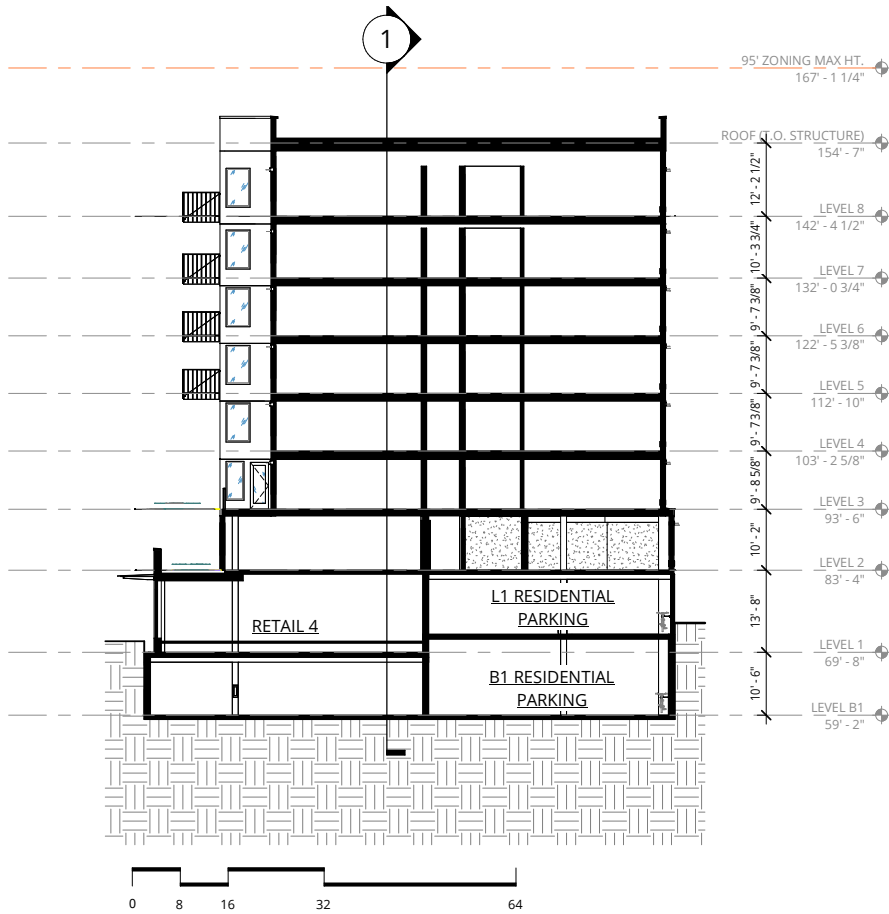 1
95' ZONING MAX HT.
167' - 1 1/4"
ROOF (T.O. STRUCTURE)
154' - 7"
12' - 2 1/2"
LEVEL 8
142' - 4 1/2"
10' - 3 3/4"
LEVEL 7
132' - 0 3/4"
9' - 7 3/8"
LEVEL 6
122' - 5 3/8"
9' - 7 3/8"
LEVEL 5
112' - 10"
9' - 7 3/8"
LEVEL 4
103' - 2 5/8"
9' - 8 5/8"
LEVEL 3
93' - 6"
10' - 2"
LEVEL 2
83' - 4"
L1 RESIDENTIAL
PARKING
RETAIL 4
13' - 8"
LEVEL 1
69' - 8"
B1 RESIDENTIAL
PARKING
10' - 6"
LEVEL B1
59' - 2"
0 8 16 32 64